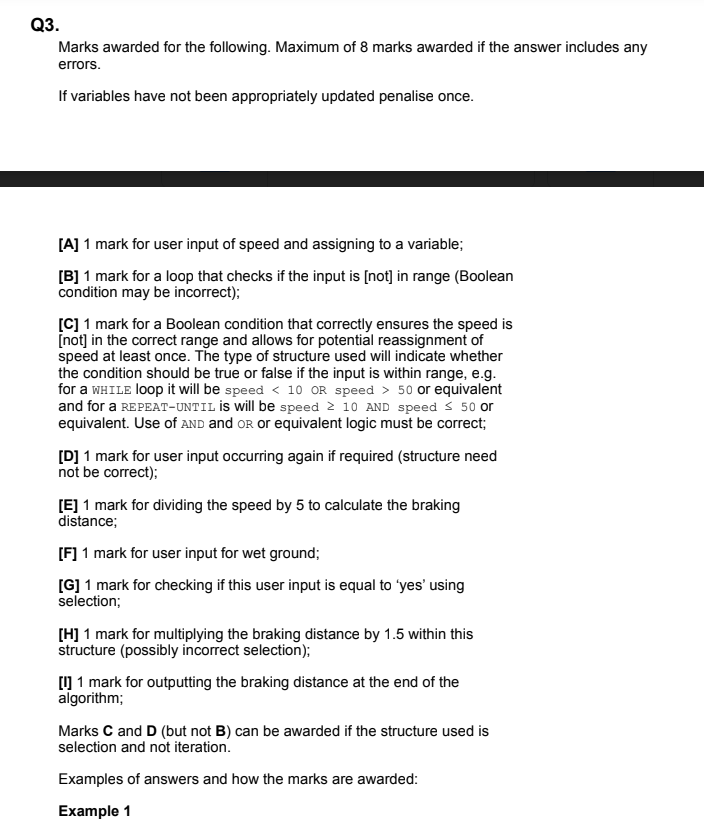 Q3.
Marks awarded for the following. Maximum of 8 marks awarded if the answer includes any
errors.
If variables have not been appropriately updated penalise once.
[A] 1 mark for user input of speed and assigning to a variable;
[B] 1 mark for a loop that checks if the input is [not] in range (Boolean
condition may be incorrect);
[C] 1 mark for a Boolean condition that correctly ensures the speed is
[not] in the correct range and allows for potential reassignment of
speed at least once. The type of structure used will indicate whether
the condition should be true or false if the input is within range, e.g.
for a WHILE loop it will be speed < 10 OR speed > 50 or equivalent
and for a REPEAT-UNTIL is will be speed ≥ 10 AND speed ≤ 50 or
equivalent. Use of AND and OR or equivalent logic must be correct;
[D] 1 mark for user input occurring again if required (structure need
not be correct);
[E] 1 mark for dividing the speed by 5 to calculate the braking
distance;
[F] 1 mark for user input for wet ground;
[G] 1 mark for checking if this user input is equal to ‘yes’ using
selection;
[H] 1 mark for multiplying the braking distance by 1.5 within this
structure (possibly incorrect selection);
[I] 1 mark for outputting the braking distance at the end of the
algorithm;
Marks C and D (but not B) can be awarded if the structure used is
selection and not iteration.
Examples of answers and how the marks are awarded:
Example 1